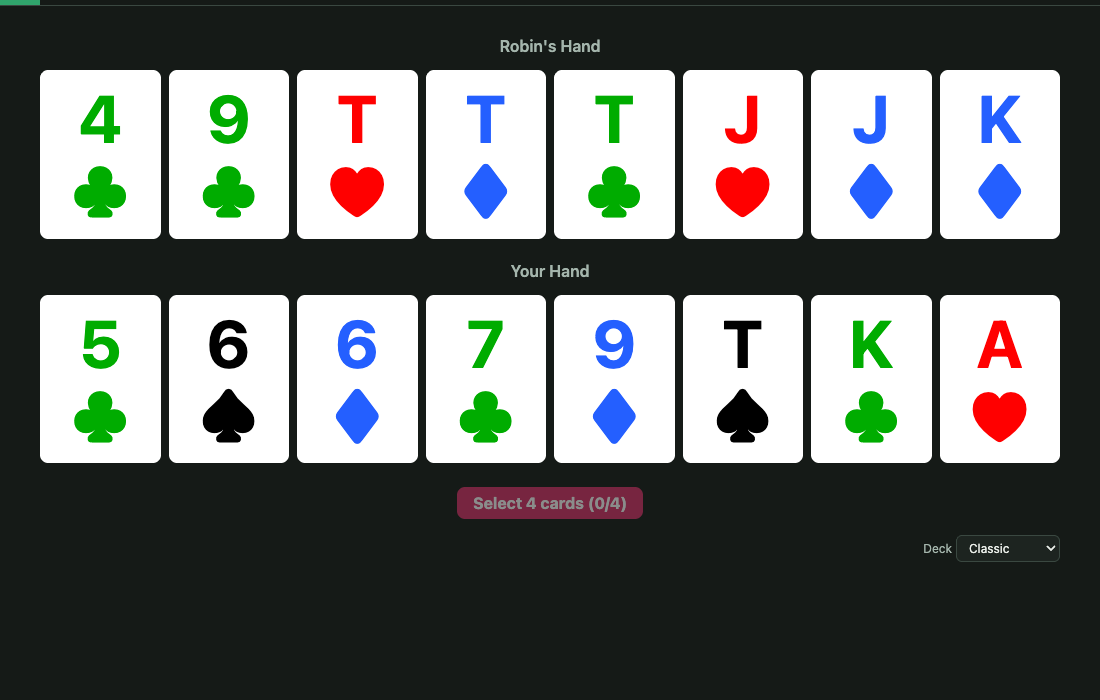 Robin's Hand
4 9 T T T J J K
Your Hand
5 6 6 7 9 T K A
Select 4 cards (0/4)
Deck Classic